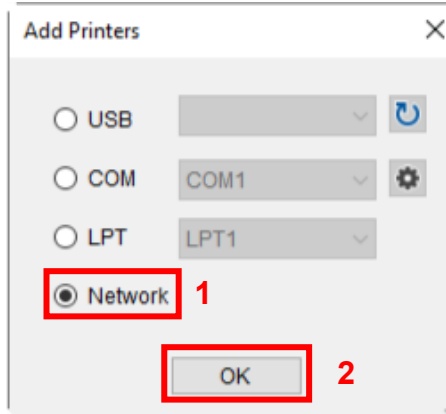 Add Printers
USB
COM COM1
LPT LPT1
Network 1
OK 2